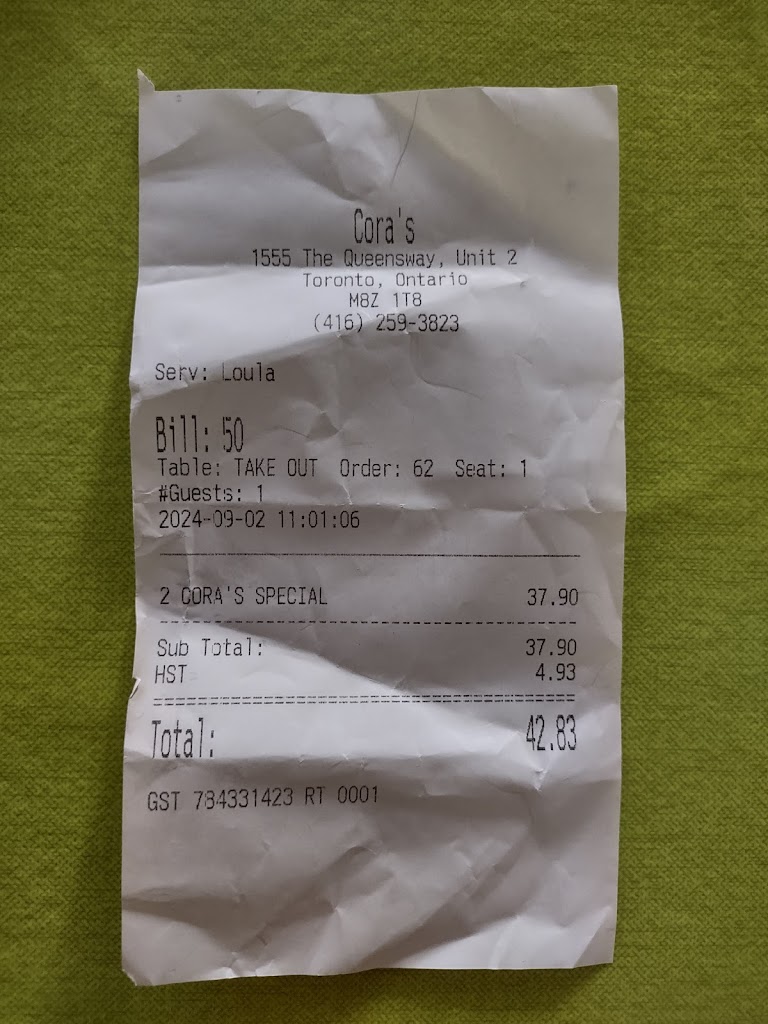 Cora's
1555 The Queensway, Unit 2
Toronto, Ontario
M8Z 1T8
(416) 259-3823
Serv: Loula
Bill: 50
Table: TAKE OUT Order: 62 Seat: 1
#Guests: 1
2024-09-02 11:01:06
2 CORA'S SPECIAL 37.90
Sub Total: 37.90
HST 4.93
Total: 42.83
GST 784331423 RT 0001